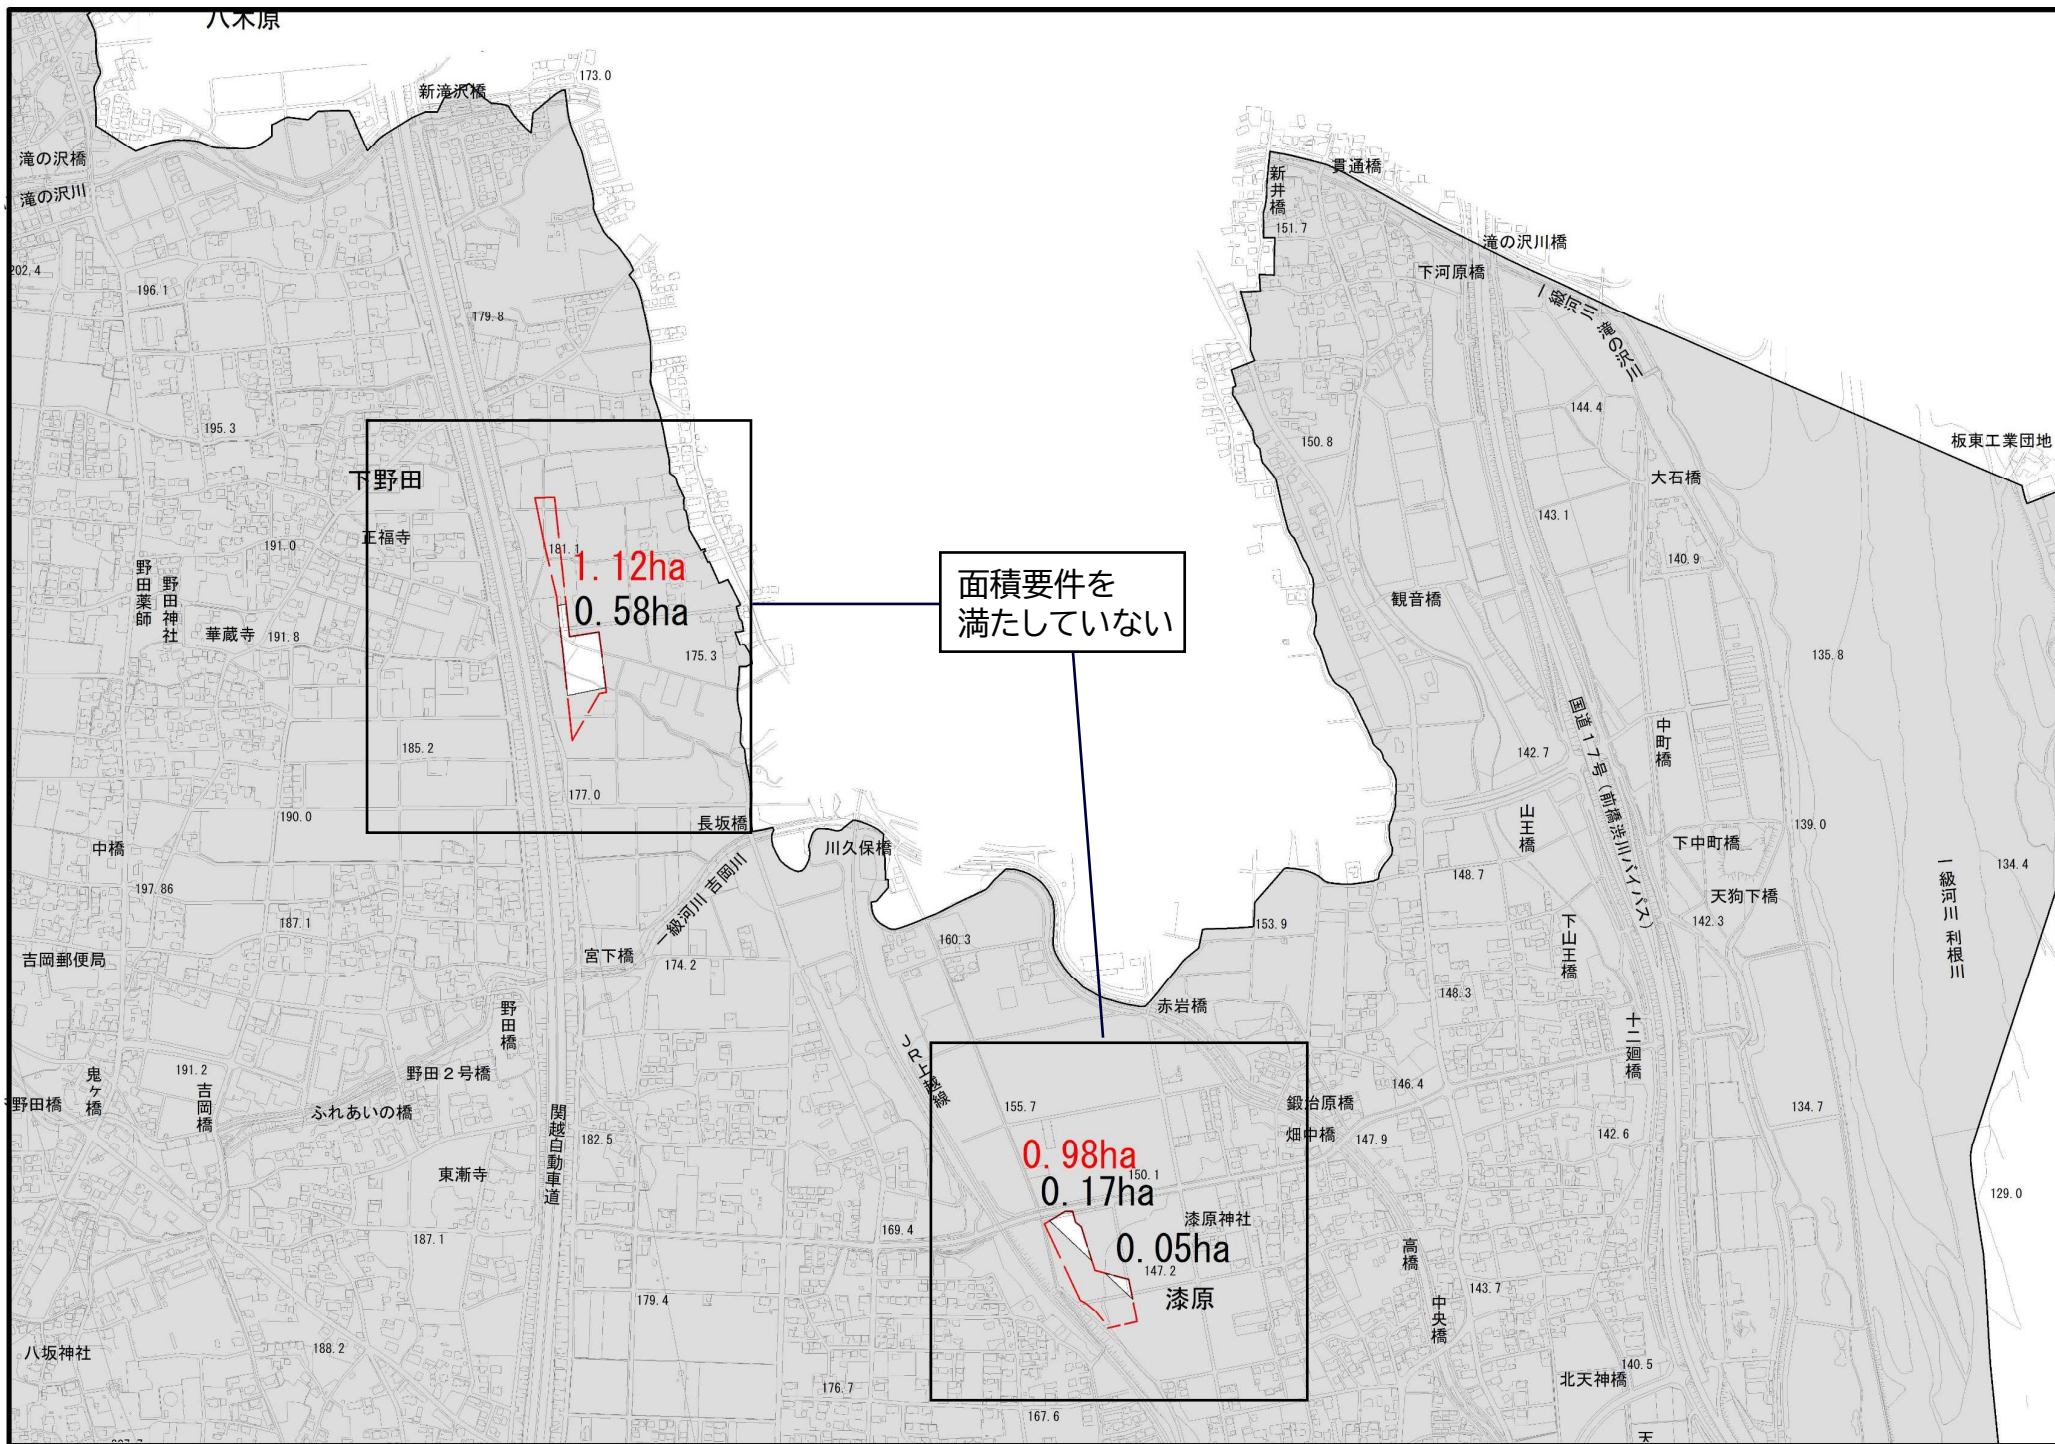 八木原
新滝沢橋
173.0
滝の沢橋
滝の沢川
202.4
196.1
179.8
195.3
下野田
正福寺
191.0
野田薬師
野田神社
華蔵寺
191.8
181.1
1.12ha
0.58ha
175.3
185.2
177.0
190.0
長坂橋
中橋
197.86
187.1
吉岡郵便局
宮下橋
174.2
一級河川 吉岡川
川久保橋
160.3
面積要件を
満たしていない
新井橋
貫通橋
151.7
滝の沢川橋
下河原橋
一級河川 滝の沢川
144.4
150.8
板東工業団地
大石橋
143.1
140.9
観音橋
135.8
国道17号(前橋渋川バイパス)
中町橋
142.7
山王橋
139.0
下中町橋
134.4
148.7
天狗下橋
142.3
一級河川 利根川
153.9
下山王橋
148.3
赤岩橋
十二廻橋
野田橋
191.2
野田2号橋
鬼ヶ橋
吉岡橋
野田橋
ふれあいの橋
関越自動車道
182.5
東漸寺
JR上越線
155.7
146.4
鍛冶原橋
畑中橋
147.9
142.6
134.7
0.98ha
150.1
0.17ha
漆原神社
0.05ha
147.2
漆原
129.0
187.1
169.4
高橋
143.7
中央橋
179.4
八坂神社
188.2
176.7
167.6
140.5
北天神橋
天